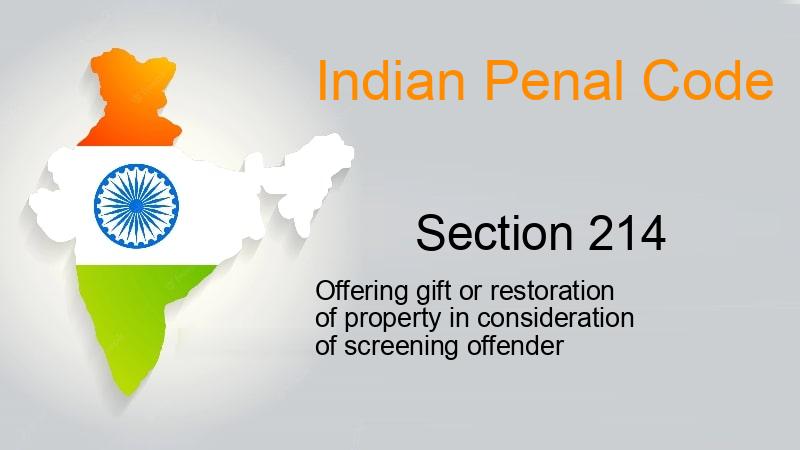 Indian Penal Code
Section 214
Offering gift or restoration
of property in consideration
of screening offender